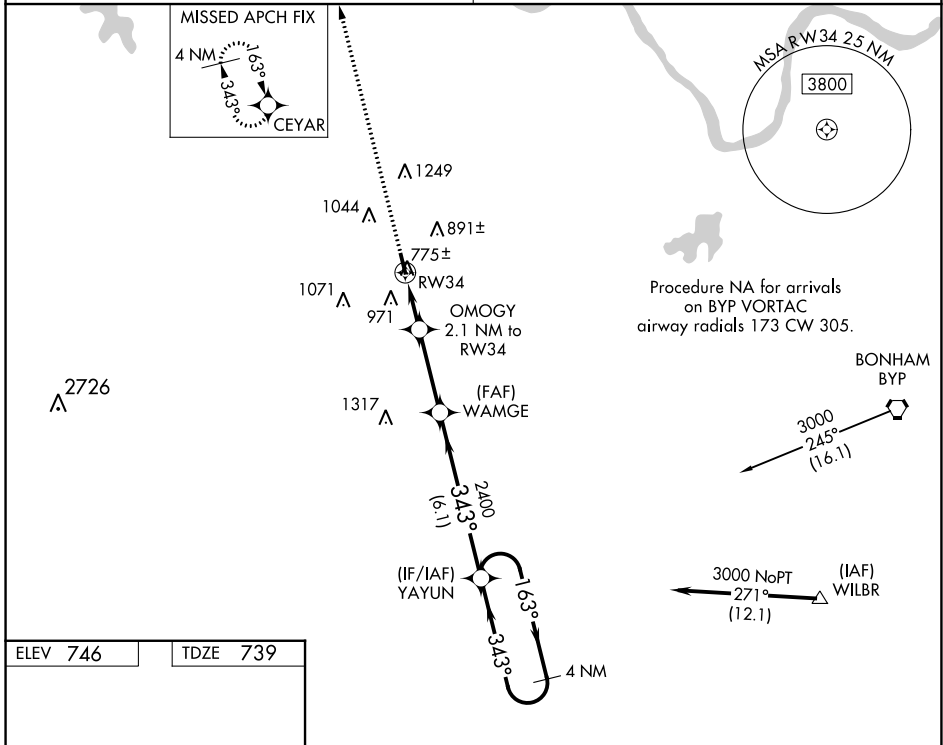 MISSED APCH FIX
4 NM
163°
343°
CEYAR
MSA RW34 25 NM
3800
1249
1044
891±
775±
RW34
1071
971
OMOGY
2.1 NM to
RW34
Procedure NA for arrivals
on BYP VORTAC
airway radials 173 CW 305.
BONHAM
BYP
2726
(FAF)
WAMGE
1317
3000
245°
(16.1)
2400
343°
(6.1)
(IF/IAF)
YAYUN
163°
343°
4 NM
3000 NoPT
271°
(12.1)
(IAF)
WILBR
ELEV 746
TDZE 739